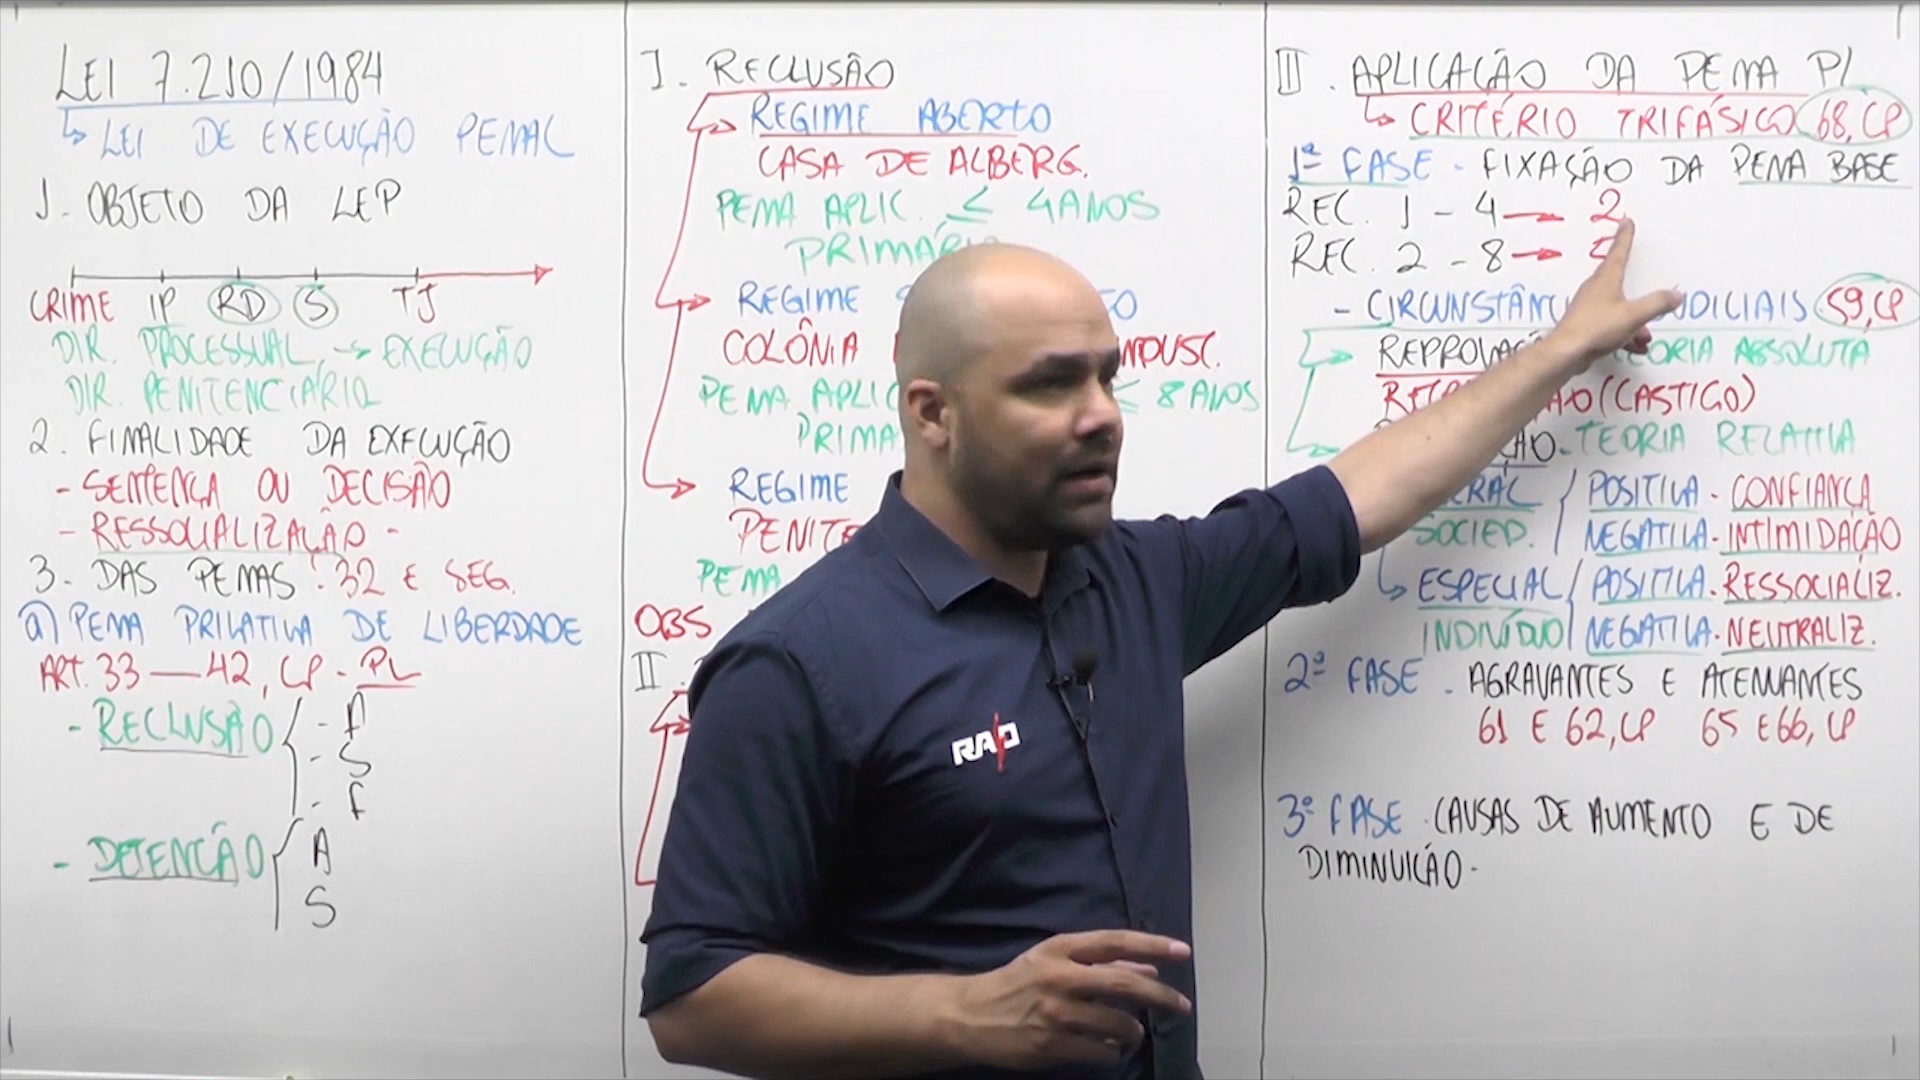 LEI 7.210/1984
↳ LEI DE EXECUÇÃO PENAL
1. OBJETO DA LEP
CRIME IP RD S TJ
DIR. PROCESSUAL → EXECUÇÃO
DIR. PENITENCIÁRIO
2. FINALIDADE DA EXECUÇÃO
- SENTENÇA OU DECISÃO
- RESSOCIALIZAÇÃO -
3. DAS PENAS: 32 E SEG.
a) PENA PRIVATIVA DE LIBERDADE
ART. 33 — 42, CP - PL
- RECLUSÃO
- A
- S
- F
- DETENÇÃO
A
S
I. RECLUSÃO
REGIME ABERTO
CASA DE ALBERG.
PENA APLIC. ≤ 4 ANOS
REGIME
COLÔNIA
PENA APLIC ≤ 8 ANOS
REGIME
PENA
OBS
II.
III. APLICAÇÃO DA PENA P/
↳ CRITÉRIO TRIFÁSICO 68, CP
1ª FASE - FIXAÇÃO DA PENA BASE
REC. 1 - 4 → 2
REC. 2 - 8 →
- 59, CP
TEORIA ABSOLUTA
(CASTIGO)
TEORIA RELATIVA
POSITIVA - CONFIANÇA
SOCIED. NEGATIVA - INTIMIDAÇÃO
↳ ESPECIAL POSITIVA - RESSOCIALIZ.
INDIVÍDUO NEGATIVA - NEUTRALIZ.
2ª FASE - AGRAVANTES E ATENUANTES
61 E 62, CP 65 E 66, CP
3ª FASE - CAUSAS DE AUMENTO E DE
DIMINUIÇÃO -
RAIO